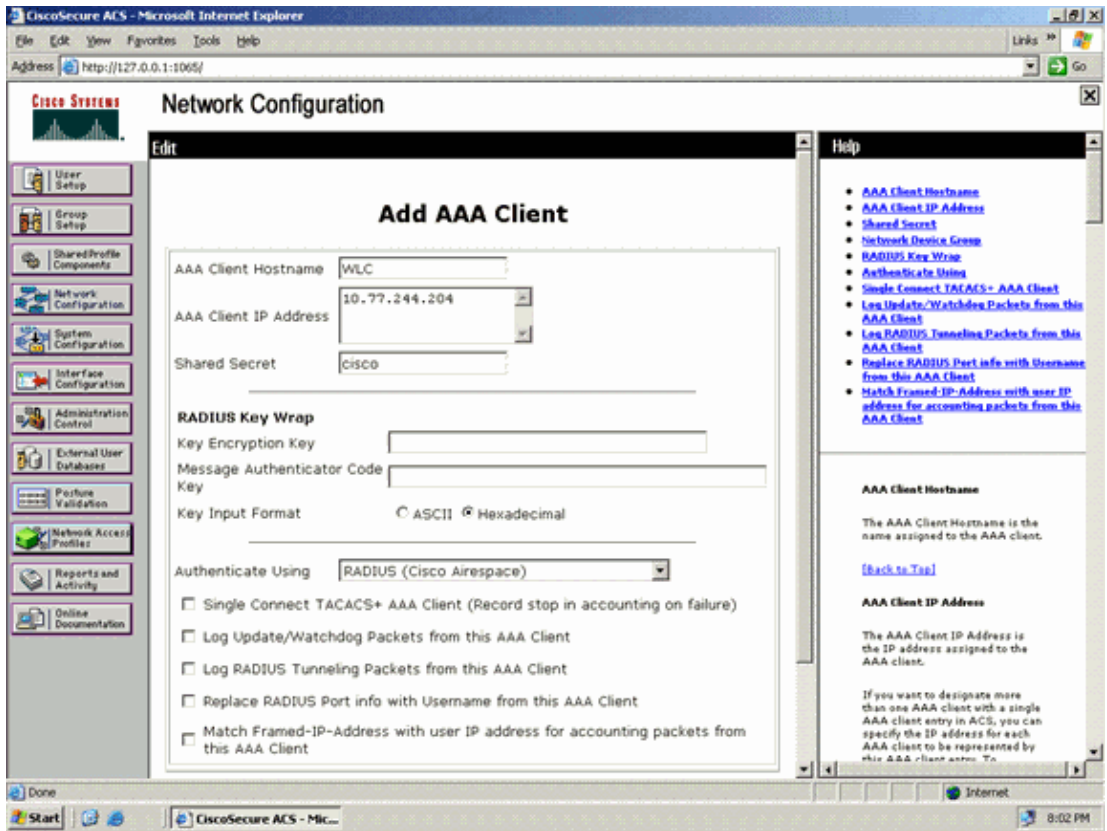 CiscoSecure ACS - Microsoft Internet Explorer
File Edit View Favorites Tools Help
Links »
Address http://127.0.0.1:1065/
Go
CISCO SYSTEMS
Network Configuration
User
Setup
Group
Setup
Shared Profile
Components
Network
Configuration
System
Configuration
Interface
Configuration
Administration
Control
External User
Databases
Posture
Validation
Network Access
Profiles
Reports and
Activity
Online
Documentation
Edit
Add AAA Client
AAA Client Hostname WLC
AAA Client IP Address 10.77.244.204
Shared Secret cisco
RADIUS Key Wrap
Key Encryption Key
Message Authenticator Code
Key
Key Input Format ASCII Hexadecimal
Authenticate Using RADIUS (Cisco Airespace)
Single Connect TACACS+ AAA Client (Record stop in accounting on failure)
Log Update/Watchdog Packets from this AAA Client
Log RADIUS Tunneling Packets from this AAA Client
Replace RADIUS Port info with Username from this AAA Client
Match Framed-IP-Address with user IP address for accounting packets from
this AAA Client
Help
AAA Client Hostname
AAA Client IP Address
Shared Secret
Network Device Group
RADIUS Key Wrap
Authenticate Using
Single Connect TACACS+ AAA Client
Log Update/Watchdog Packets from this
AAA Client
Log RADIUS Tunneling Packets from this
AAA Client
Replace RADIUS Port info with Username
from this AAA Client
Match Framed-IP-Address with user IP
address for accounting packets from this
AAA Client
AAA Client Hostname
The AAA Client Hostname is the
name assigned to the AAA client.
[Back to Top]
AAA Client IP Address
The AAA Client IP Address is
the IP address assigned to the
AAA client.
If you want to designate more
than one AAA client with a single
AAA client entry in ACS, you can
specify the IP address for each
AAA client to be represented by
this AAA client entry. To
Done
Internet
Start
CiscoSecure ACS - Mic...
8:02 PM